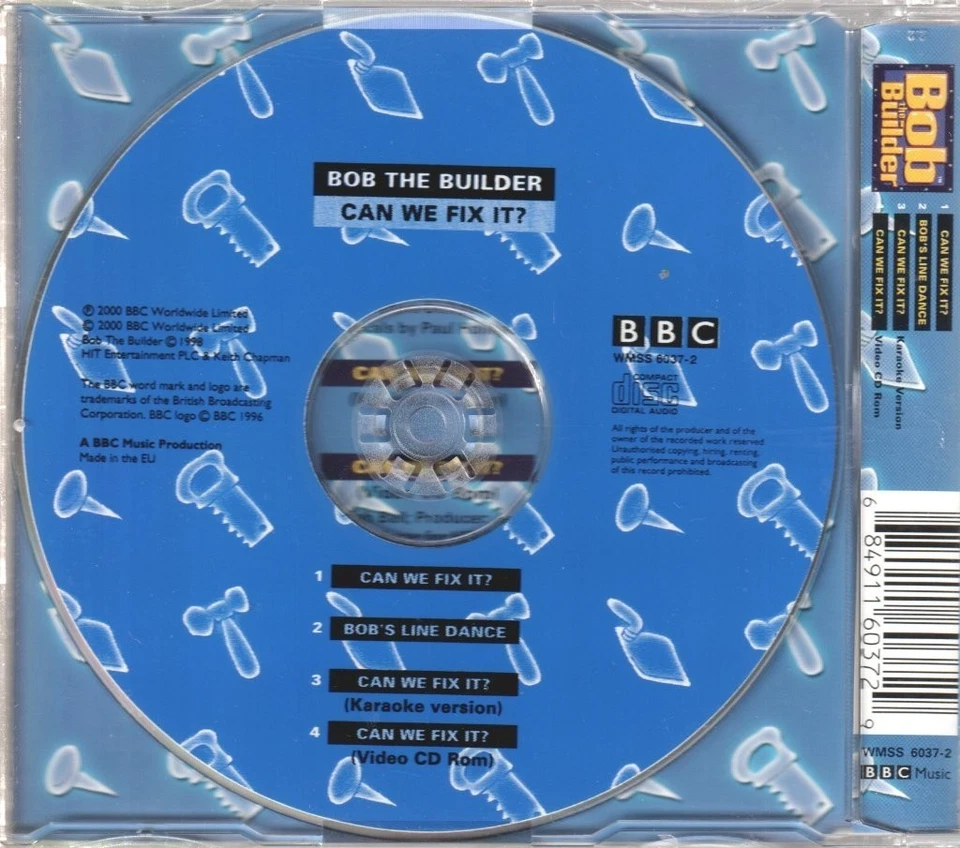 BOB THE BUILDER
CAN WE FIX IT?
℗ 2000 BBC Worldwide Limited
© 2000 BBC Worldwide Limited
Bob The Builder © 1998
HIT Entertainment PLC & Keith Chapman
The BBC word mark and logo are
trademarks of the British Broadcasting
Corporation. BBC logo © BBC 1996
A BBC Music Production
Made in the EU
by Paul
BBC
WMSS 6037-2
COMPACT
disc
DIGITAL AUDIO
All rights of the producer and of the
owner of the recorded work reserved.
Unauthorised copying, hiring, renting,
public performance and broadcasting
of this record prohibited.
1 CAN WE FIX IT?
2 BOB'S LINE DANCE
3 CAN WE FIX IT?
(Karaoke version)
4 CAN WE FIX IT?
(Video CD Rom)
Bob
the
Builder™
1 CAN WE FIX IT?
2 BOB'S LINE DANCE
3 CAN WE FIX IT? Karaoke Version
4 CAN WE FIX IT? Video CD Rom
6 84911 60372 9
WMSS 6037-2
BBC Music